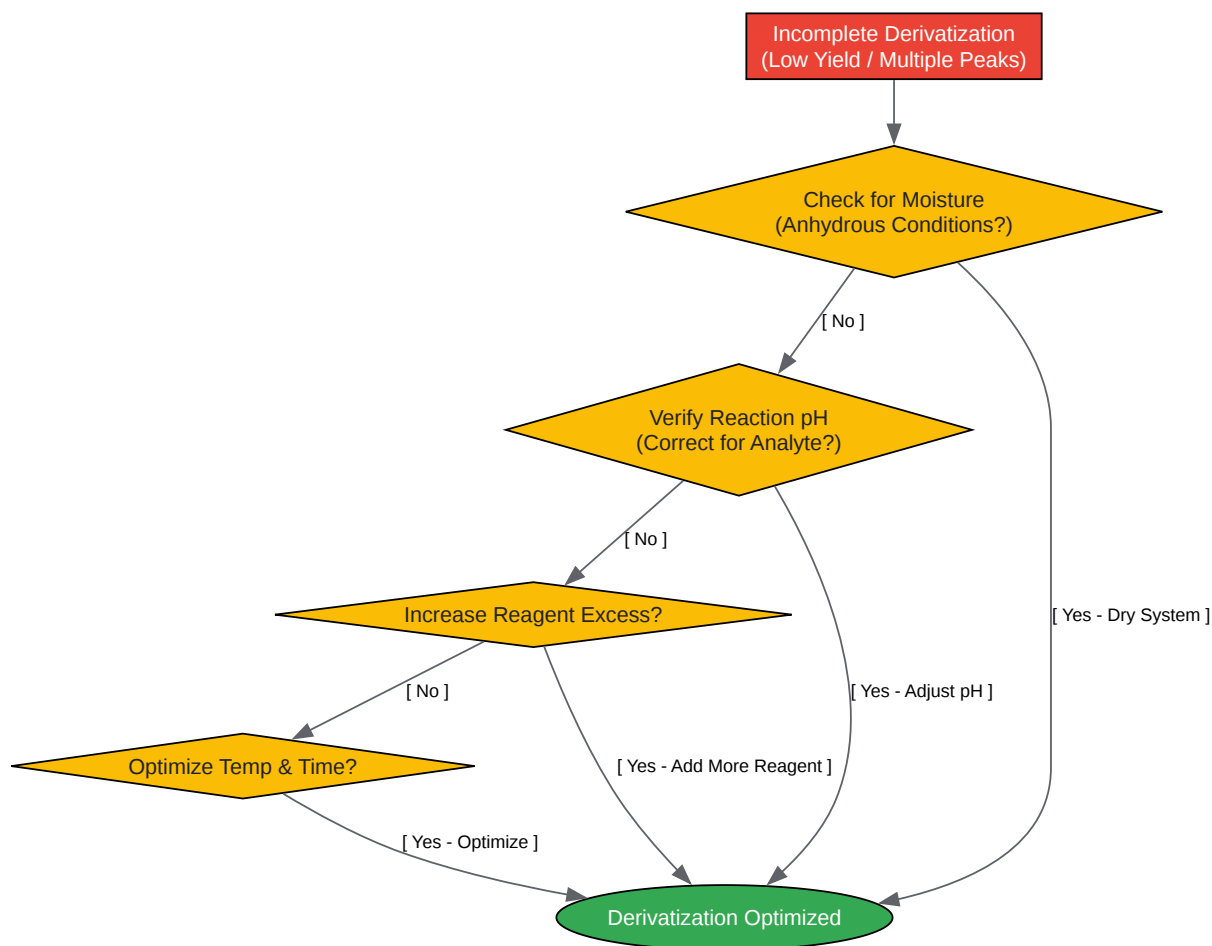 Incomplete Derivatization
(Low Yield / Multiple Peaks)
Check for Moisture
(Anhydrous Conditions?)
[ No ]
Verify Reaction pH
(Correct for Analyte?)
[ No ]
Increase Reagent Excess?
[ Yes - Dry System ]
[ No ]
[ Yes - Adjust pH ]
Optimize Temp & Time?
[ Yes - Add More Reagent ]
[ Yes - Optimize ]
Derivatization Optimized